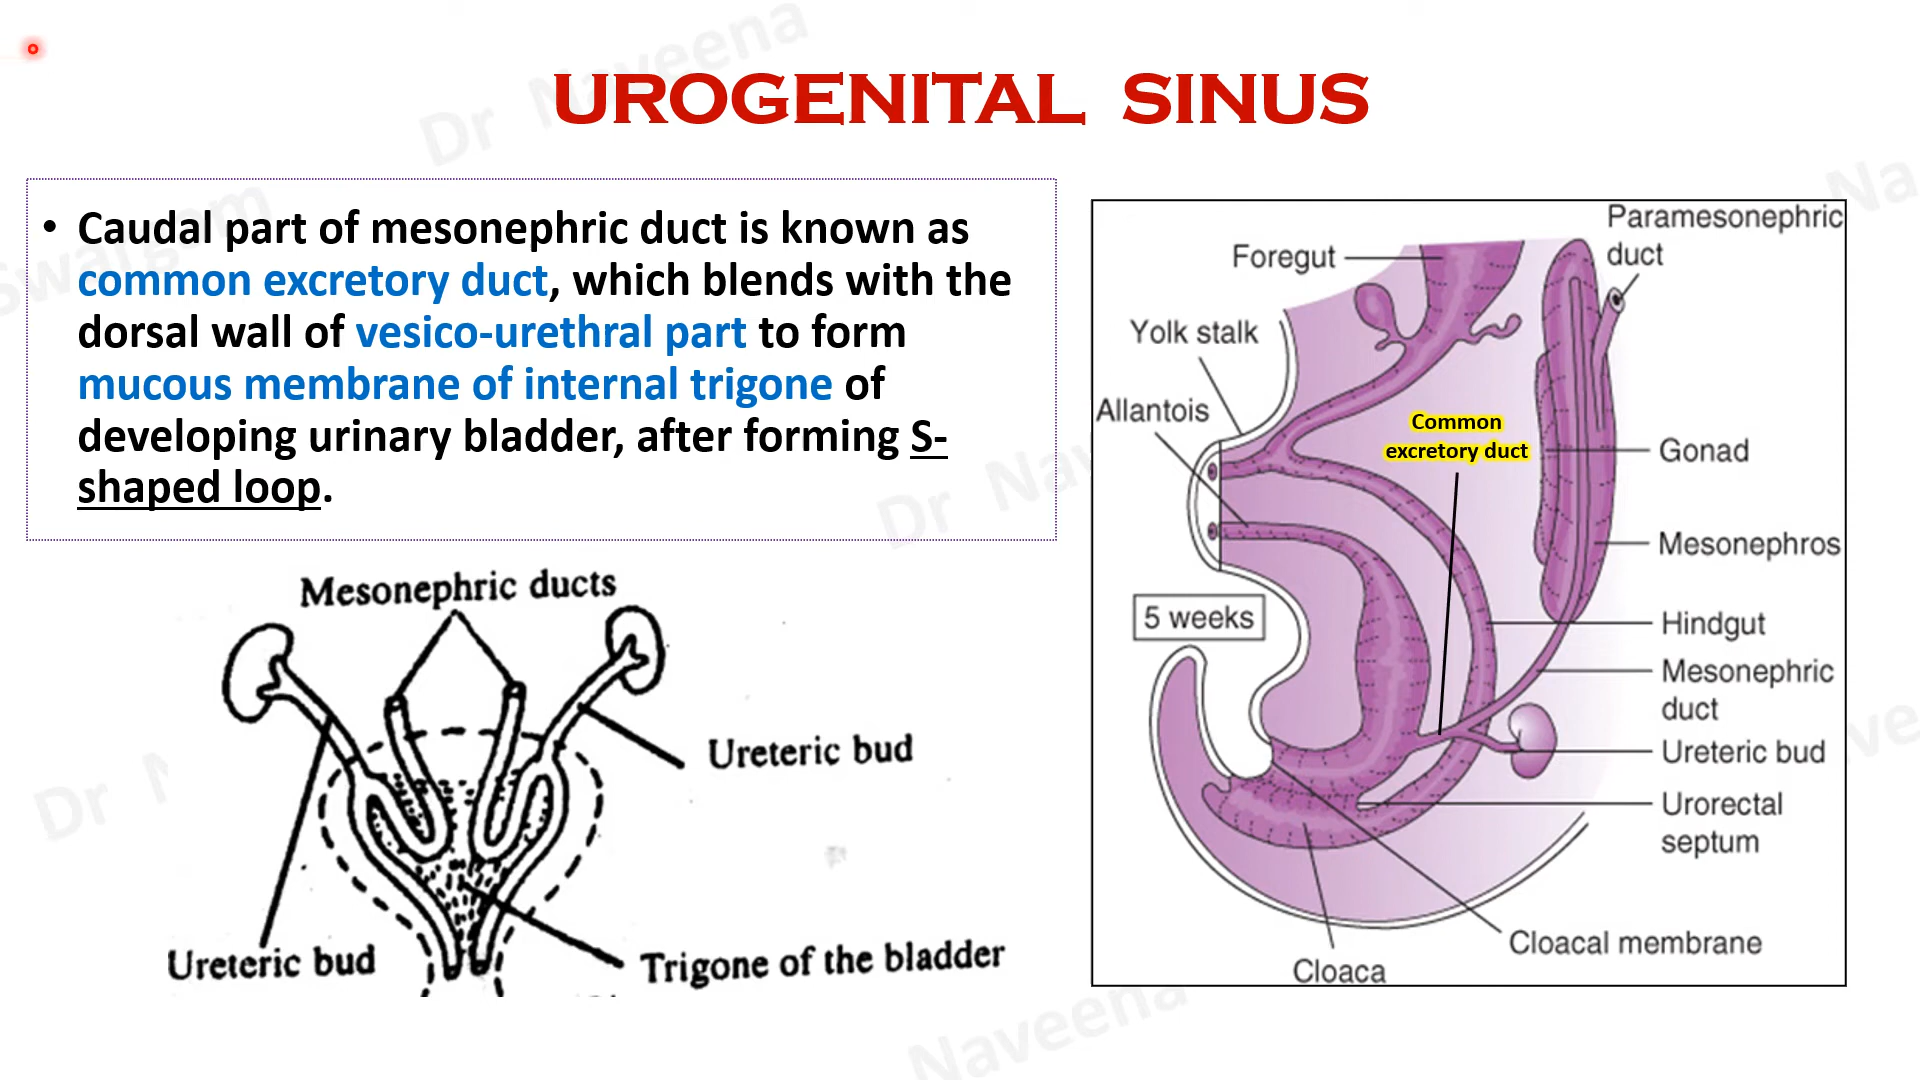 UROGENITAL SINUS
• Caudal part of mesonephric duct is known as
common excretory duct, which blends with the
dorsal wall of vesico-urethral part to form
mucous membrane of internal trigone of
developing urinary bladder, after forming S-
shaped loop.
Mesonephric ducts
Ureteric bud
Ureteric bud
Trigone of the bladder
Paramesonephric
duct
Foregut
Yolk stalk
Allantois
Common
excretory duct
Gonad
Mesonephros
5 weeks
Hindgut
Mesonephric
duct
Ureteric bud
Urorectal
septum
Cloacal membrane
Cloaca
Dr Naveena
Naveena